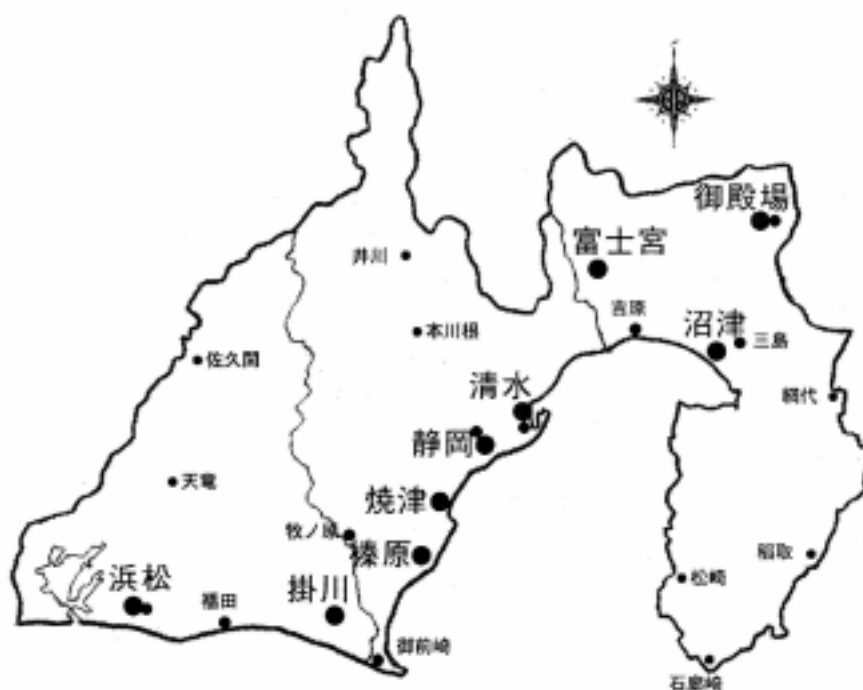 御殿場
富士宮
井川
吉原
沼津
三島
本川根
佐久間
清水
網代
静岡
天竜
焼津
牧ノ原
榛原
稲取
松崎
浜松
福田
掛川
御前崎
石廊崎